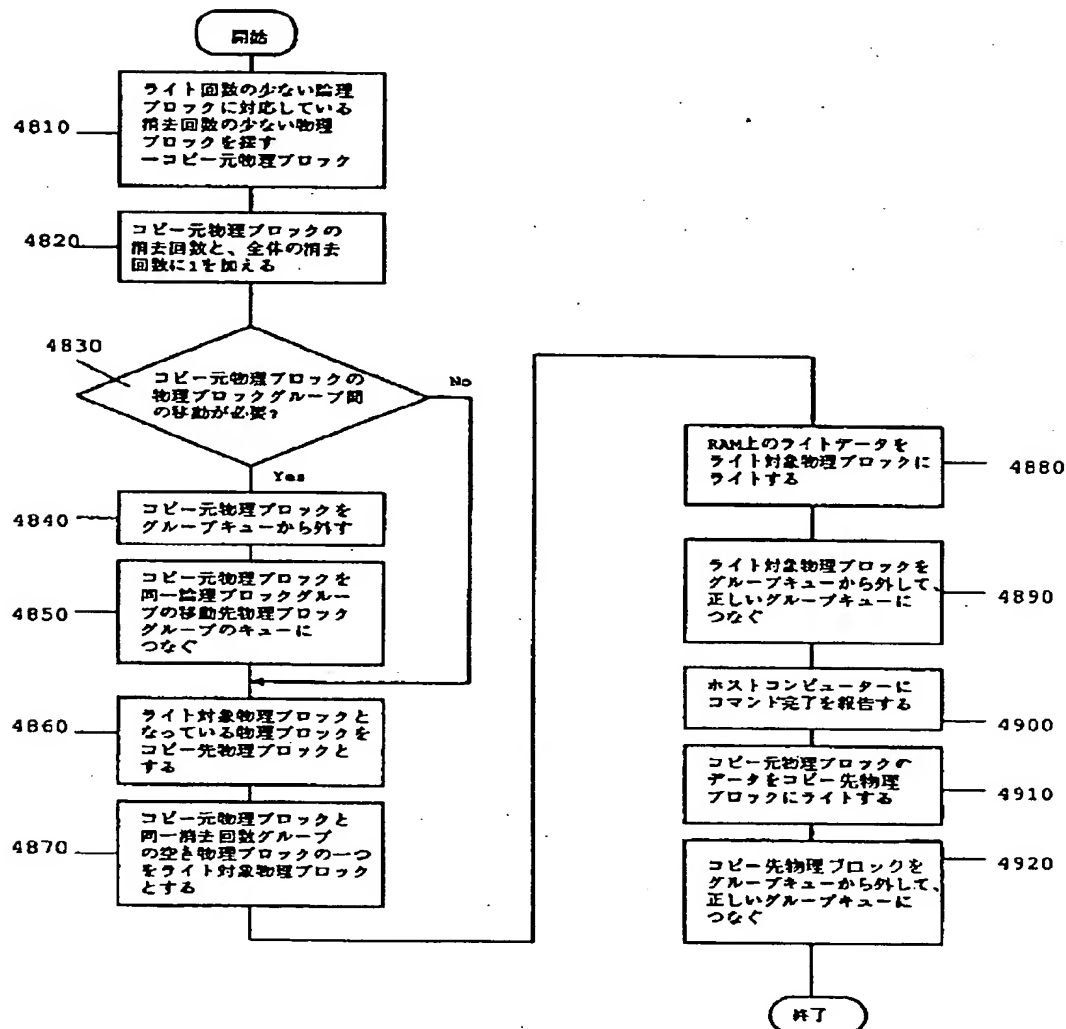 開始
4810
ライト回数の少ない論理
ブロックに対応している
消去回数の少ない物理
ブロックを探す
→コピー元物理ブロック
4820
コピー元物理ブロックの
消去回数と、全体の消去
回数に1を加える
4830
コピー元物理ブロックの
物理ブロックグループ間
の移動が必要?
No
Yes
4840
コピー元物理ブロックを
グループキューから外す
4850
コピー元物理ブロックを
同一論理ブロックグルー
プの移動先物理ブロック
グループのキューに
つなぐ
4860
ライト対象物理ブロックと
なっている物理ブロックを
コピー先物理ブロックと
する
4870
コピー元物理ブロックと
同一消去回数グループ
の空き物理ブロックの一つ
をライト対象物理ブロック
とする
RAM上のライトデータを
ライト対象物理ブロックに
ライトする
4880
ライト対象物理ブロックを
グループキューから外して、
正しいグループキューに
つなぐ
4890
ホストコンピューターに
コマンド完了を報告する
4900
コピー元物理ブロックの
データをコピー先物理
ブロックにライトする
4910
コピー先物理ブロックを
グループキューから外して、
正しいグループキューに
つなぐ
4920
終了